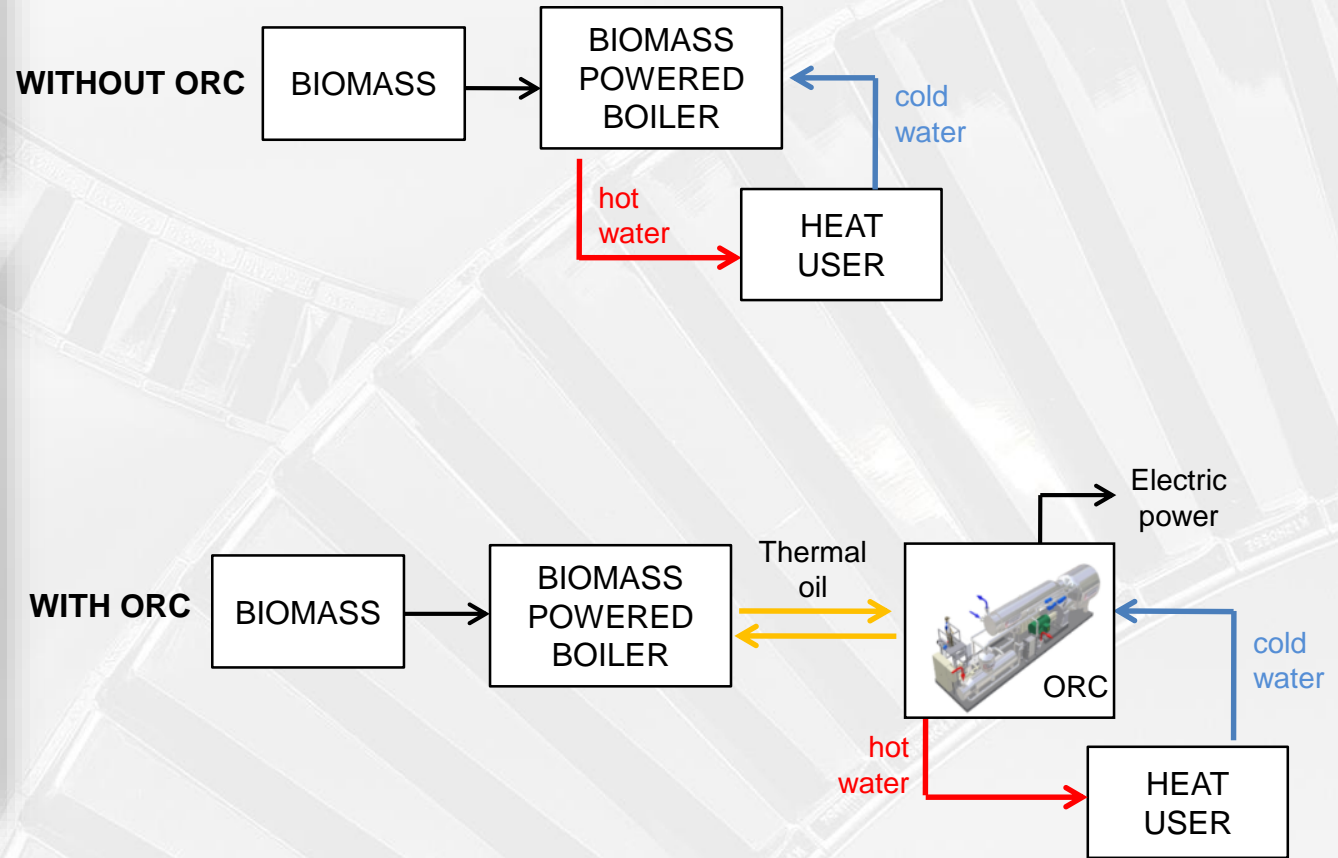 WITHOUT ORC
BIOMASS
BIOMASS
POWERED
BOILER
cold
water
hot
water
HEAT
USER
Electric
power
Thermal
oil
WITH ORC
BIOMASS
BIOMASS
POWERED
BOILER
ORC
cold
water
hot
water
HEAT
USER